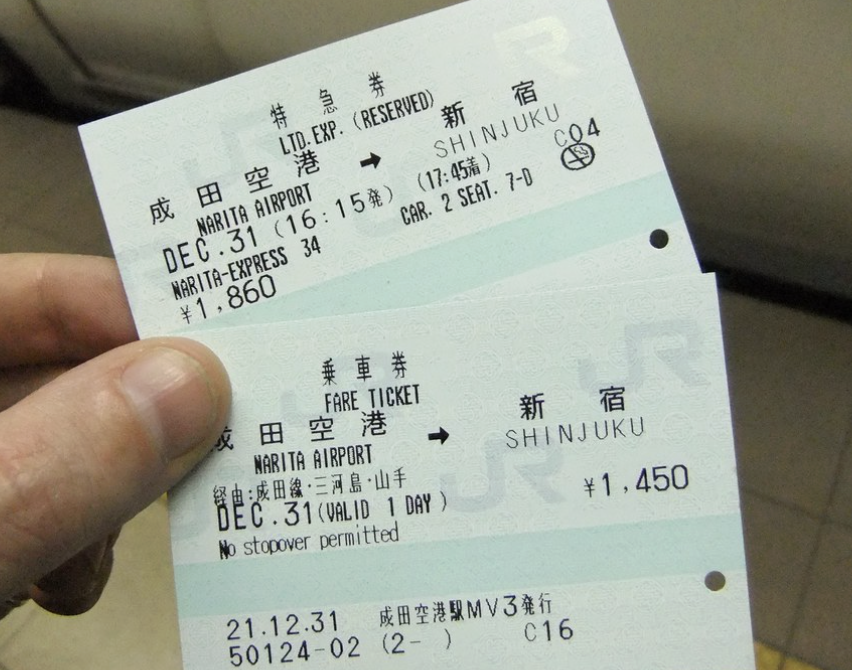 特急券
LTD.EXP. (RESERVED)
成田空港 ➡ 新宿
NARITA AIRPORT SHINJUKU
C04
DEC.31 (16:15発) (17:45着)
CAR. 2 SEAT. 7-D
NARITA-EXPRESS 34
¥1,860
乗車券
FARE TICKET
成田空港 ➡ 新宿
NARITA AIRPORT SHINJUKU
経由:成田線・三河島・山手
¥1,450
DEC.31(VALID 1 DAY)
No stopover permitted
21.12.31 成田空港駅MV3発行
50124-02 (2- ) C16
JR
JR
JR